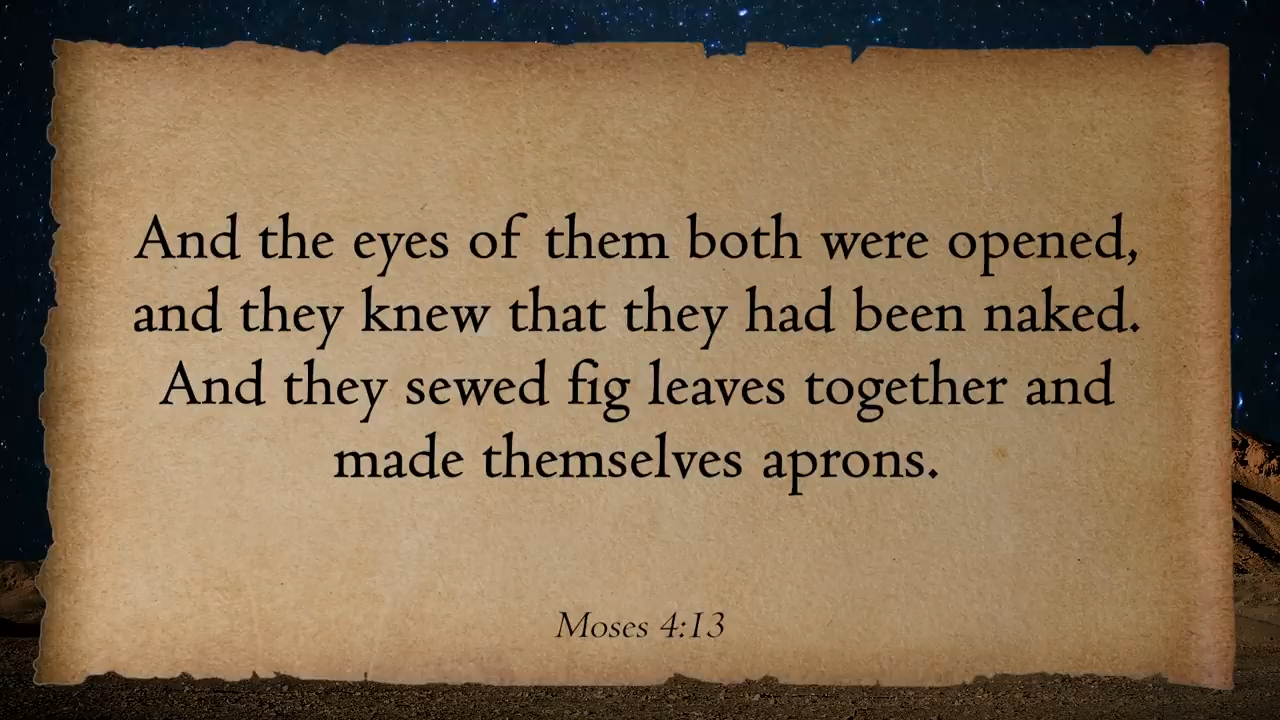 And the eyes of them both were opened,
and they knew that they had been naked.
And they sewed fig leaves together and
made themselves aprons.
Moses 4:13